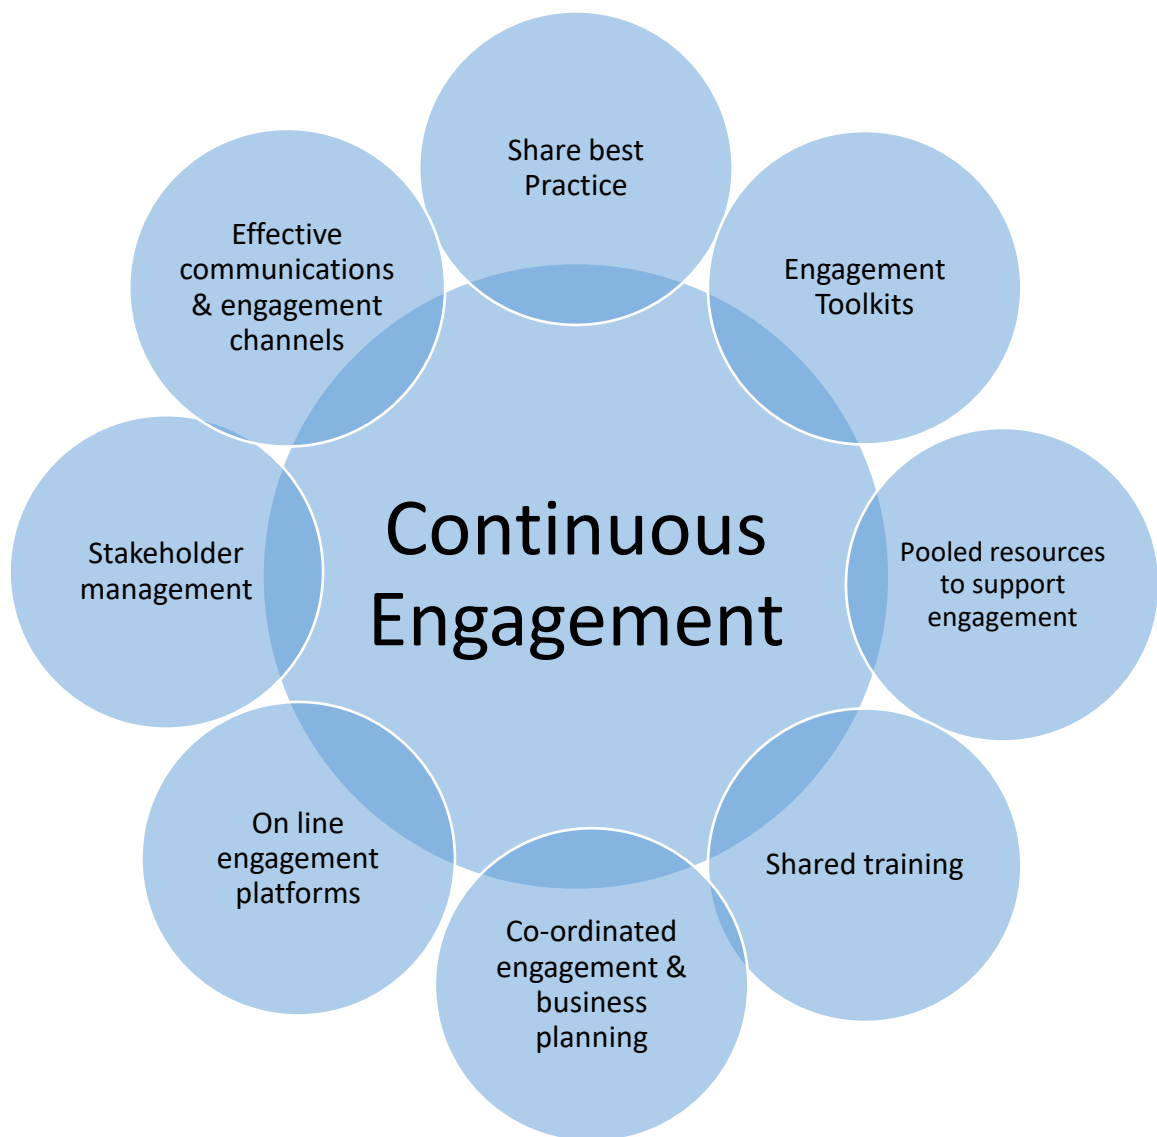 Share best
Practice
Engagement
Toolkits
Pooled resources
to support
engagement
Shared training
Co-ordinated
engagement &
business
planning
On line
engagement
platforms
Stakeholder
management
Effective
communications
& engagement
channels
Continuous
Engagement